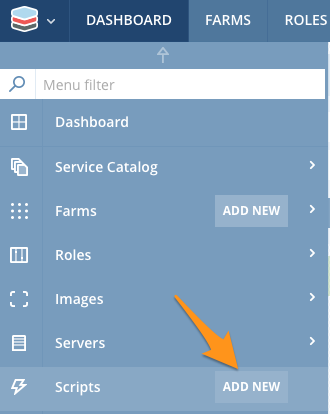 DASHBOARD FARMS ROLES
Menu filter
Dashboard
Service Catalog
Farms ADD NEW
Roles
Images
Servers
Scripts ADD NEW